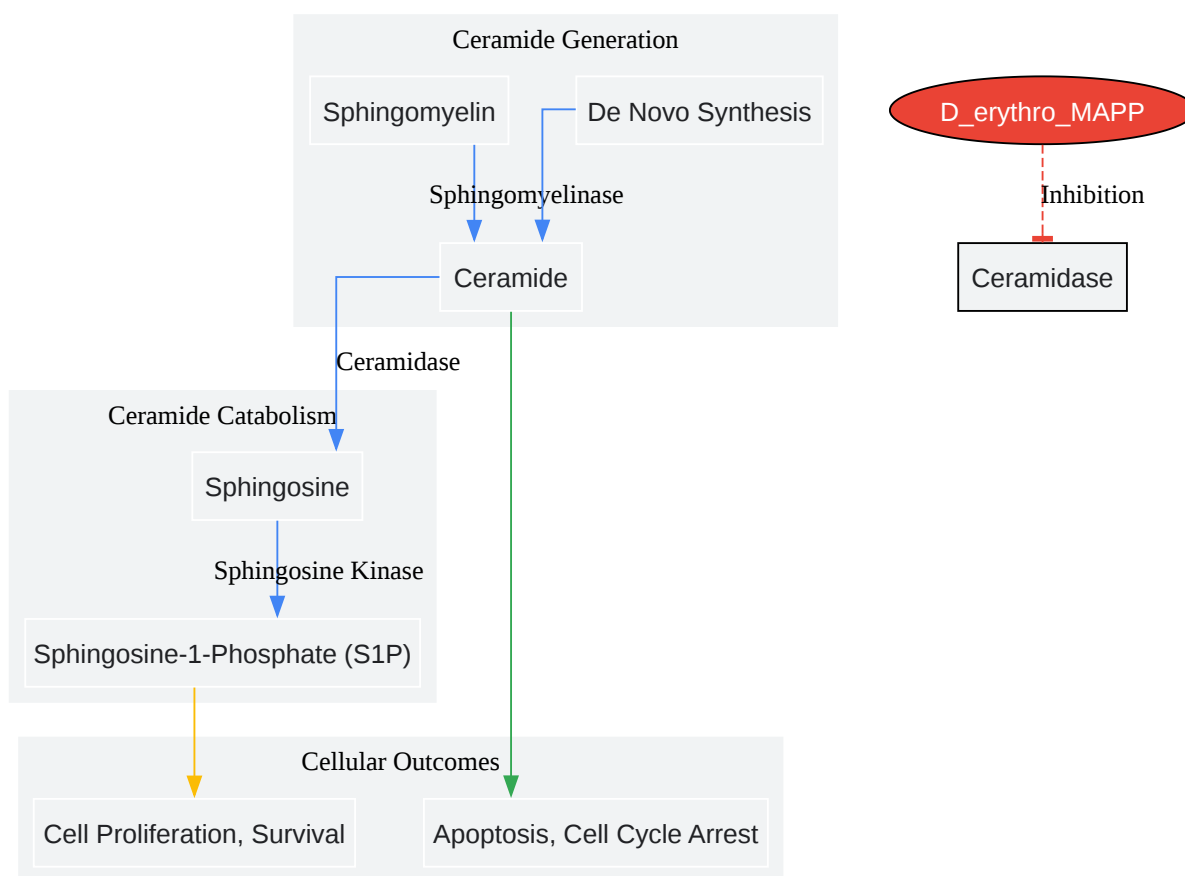 Ceramide Generation
Sphingomyelin
De Novo Synthesis
D_erythro_MAPP
Sphingomyelinase
Inhibition
Ceramide
Ceramidase
Ceramidase
Ceramide Catabolism
Sphingosine
Sphingosine Kinase
Sphingosine-1-Phosphate (S1P)
Cellular Outcomes
Cell Proliferation, Survival
Apoptosis, Cell Cycle Arrest